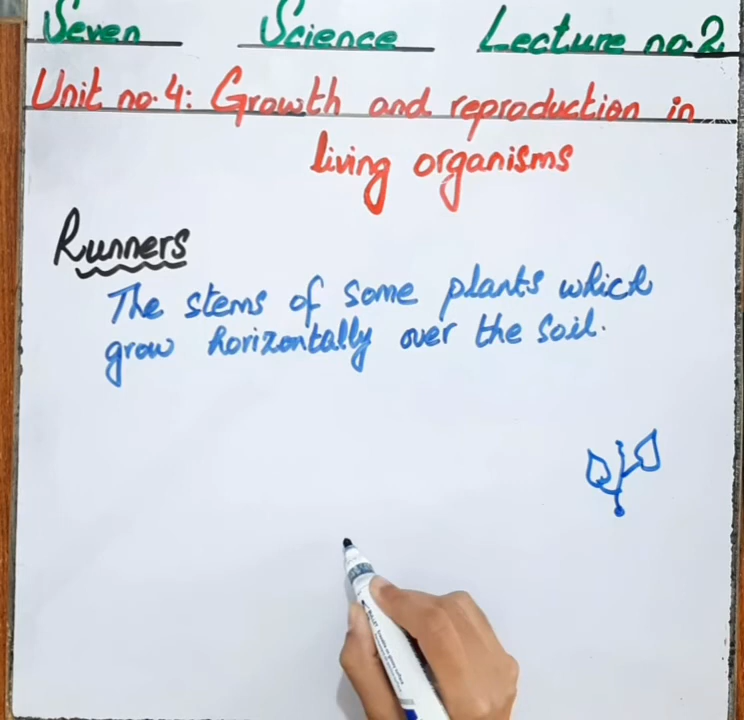 Seven Science Lecture no.2
Unit no.4: Growth and reproduction in
living organisms
Runners
The stems of some plants which
grow horizontally over the soil.